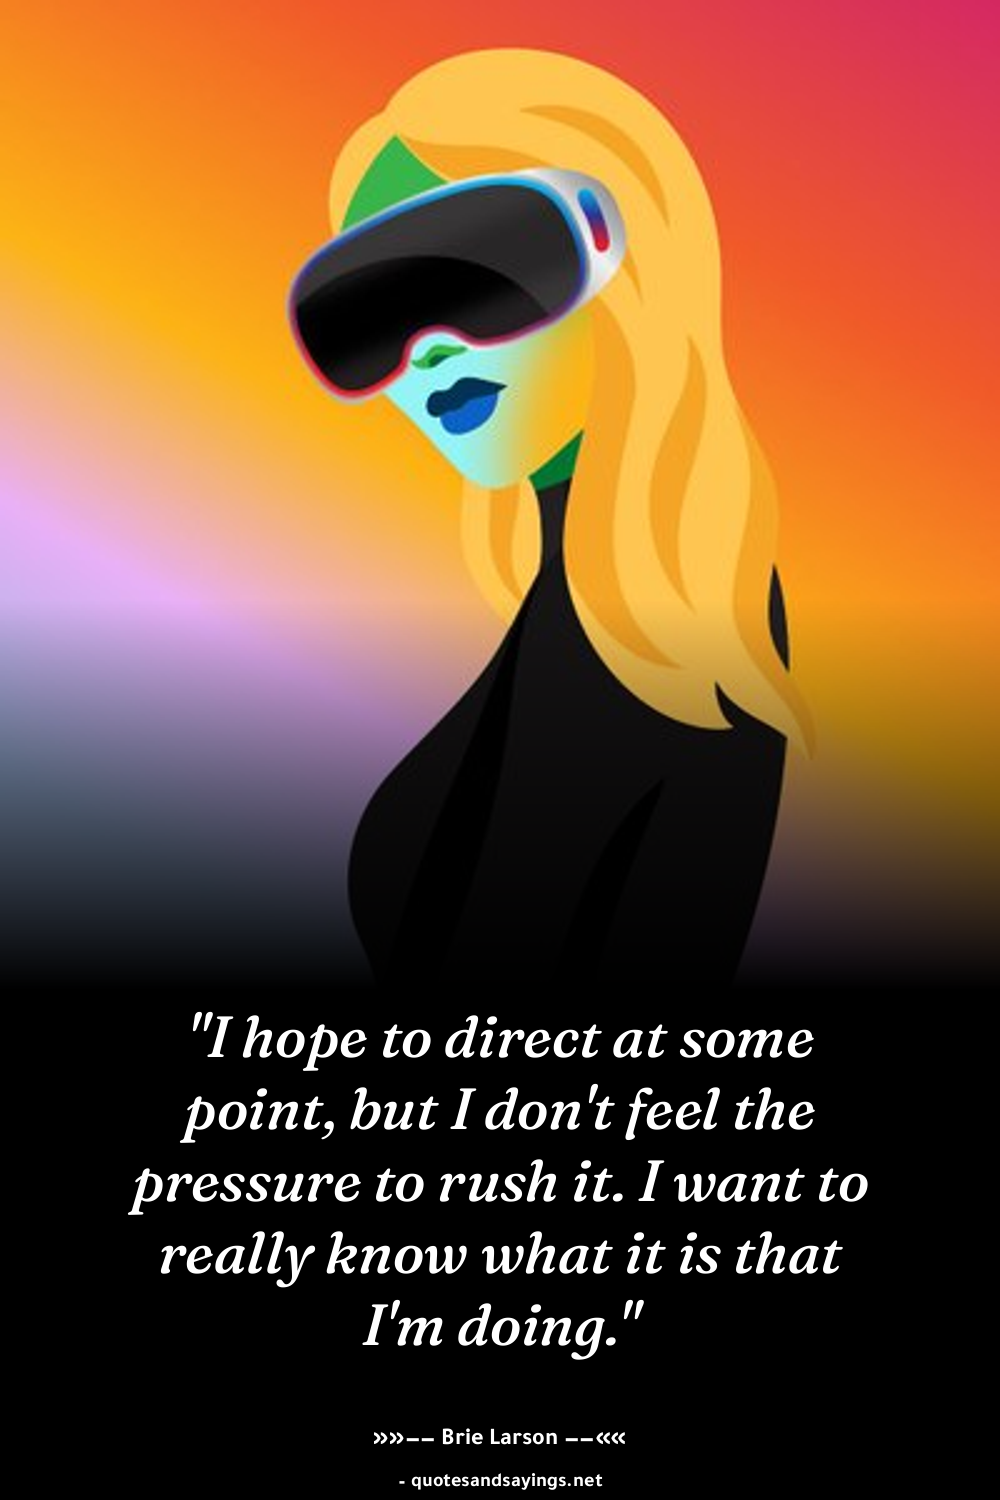 "I hope to direct at some
point, but I don't feel the
pressure to rush it. I want to
really know what it is that
I'm doing."
»»−− Brie Larson −−««
- quotesandsayings.net